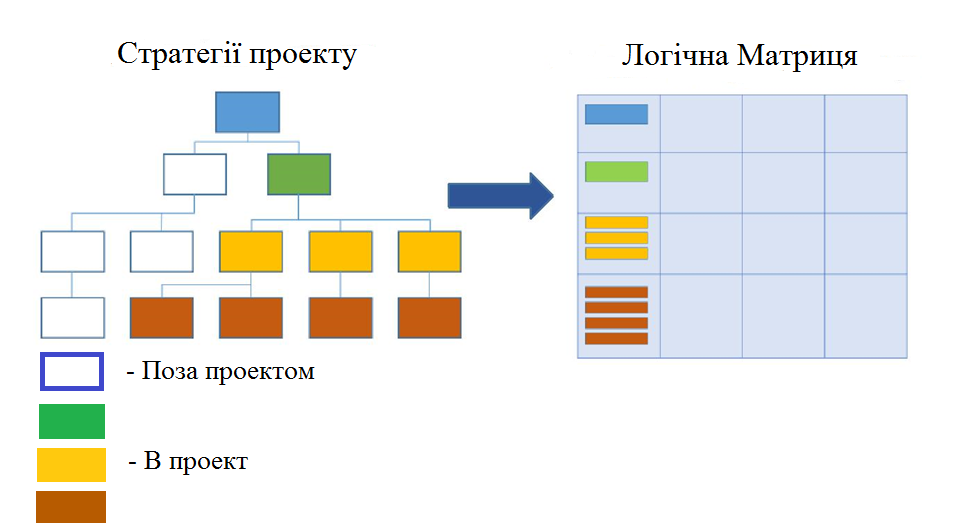 Стратегії проекту
Логічна Матриця
- Поза проектом
- В проект